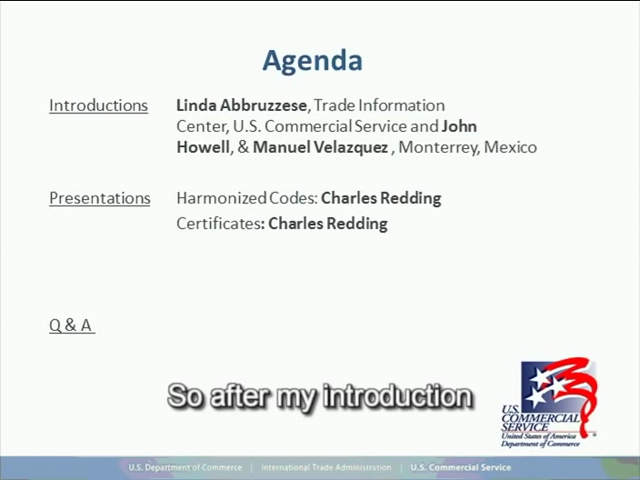 Agenda
Introductions
Linda Abbruzzese, Trade Information
Center, U.S. Commercial Service and John
Howell, & Manuel Velazquez , Monterrey, Mexico
Presentations
Harmonized Codes: Charles Redding
Certificates: Charles Redding
Q & A
So after my introduction
U.S.
COMMERCIAL
SERVICE
United States of America
Department of Commerce
U.S. Department of Commerce | International Trade Administration | U.S. Commercial Service